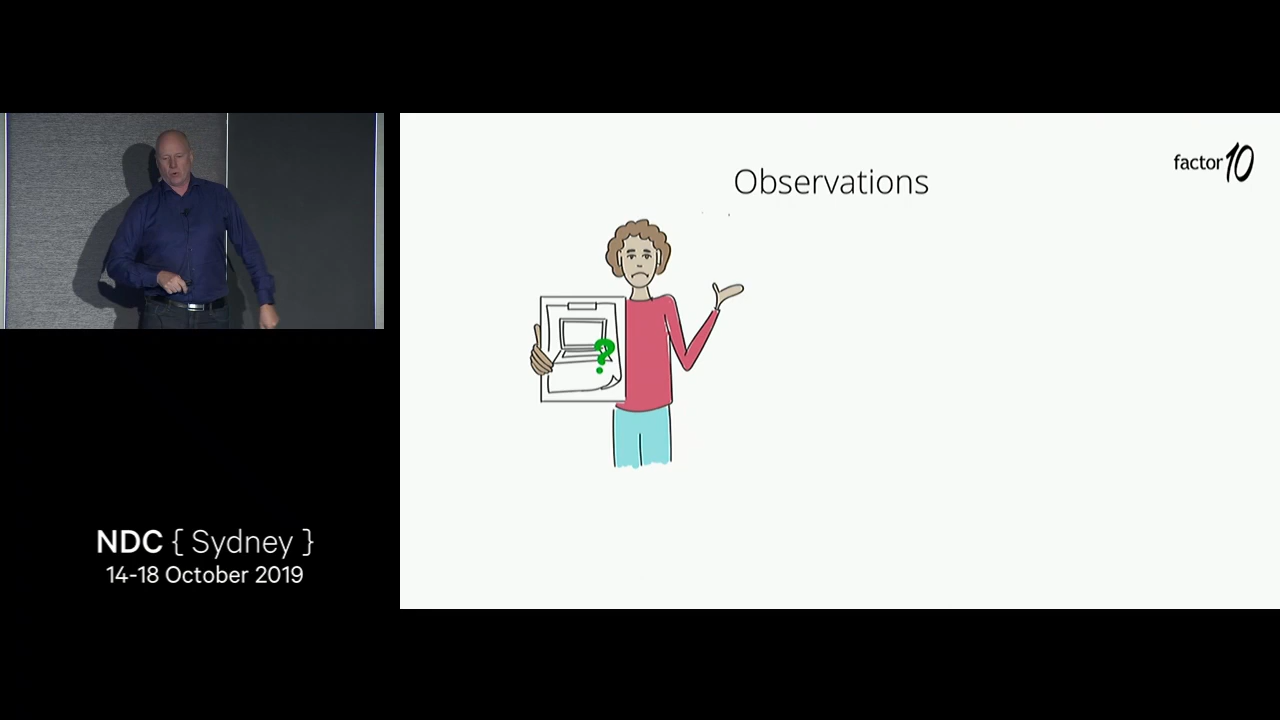 Observations
factor10
?
NDC { Sydney }
14-18 October 2019